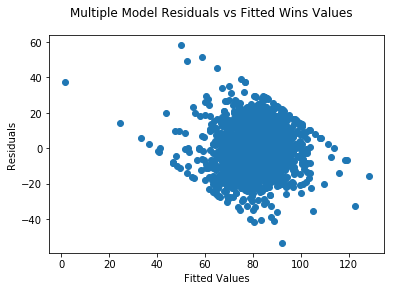 Multiple Model Residuals vs Fitted Wins Values
60
40
20
0
−20
−40
Residuals
0 20 40 60 80 100 120
Fitted Values